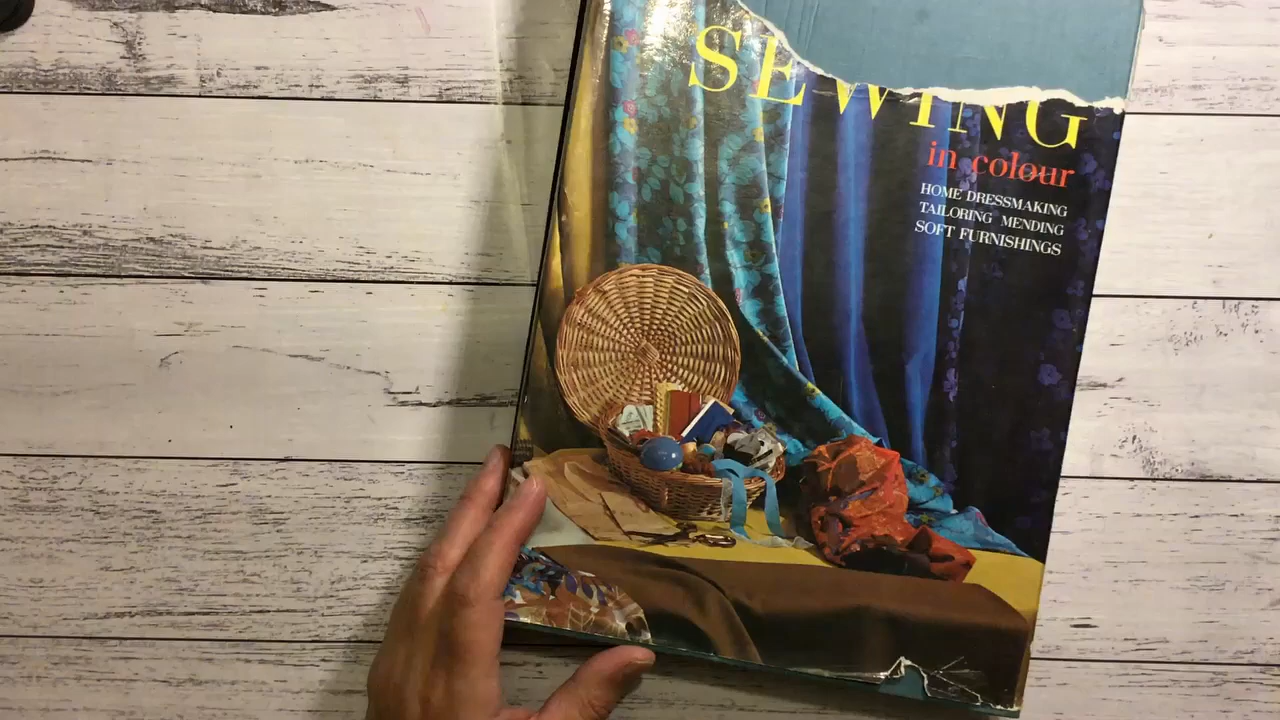 SEWING
in colour
HOME DRESSMAKING
TAILORING MENDING
SOFT FURNISHINGS